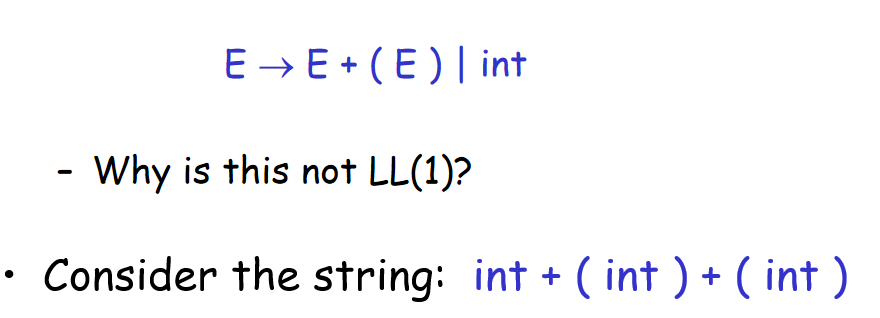 E → E + ( E ) | int
- Why is this not LL(1)?
• Consider the string: int + ( int ) + ( int )